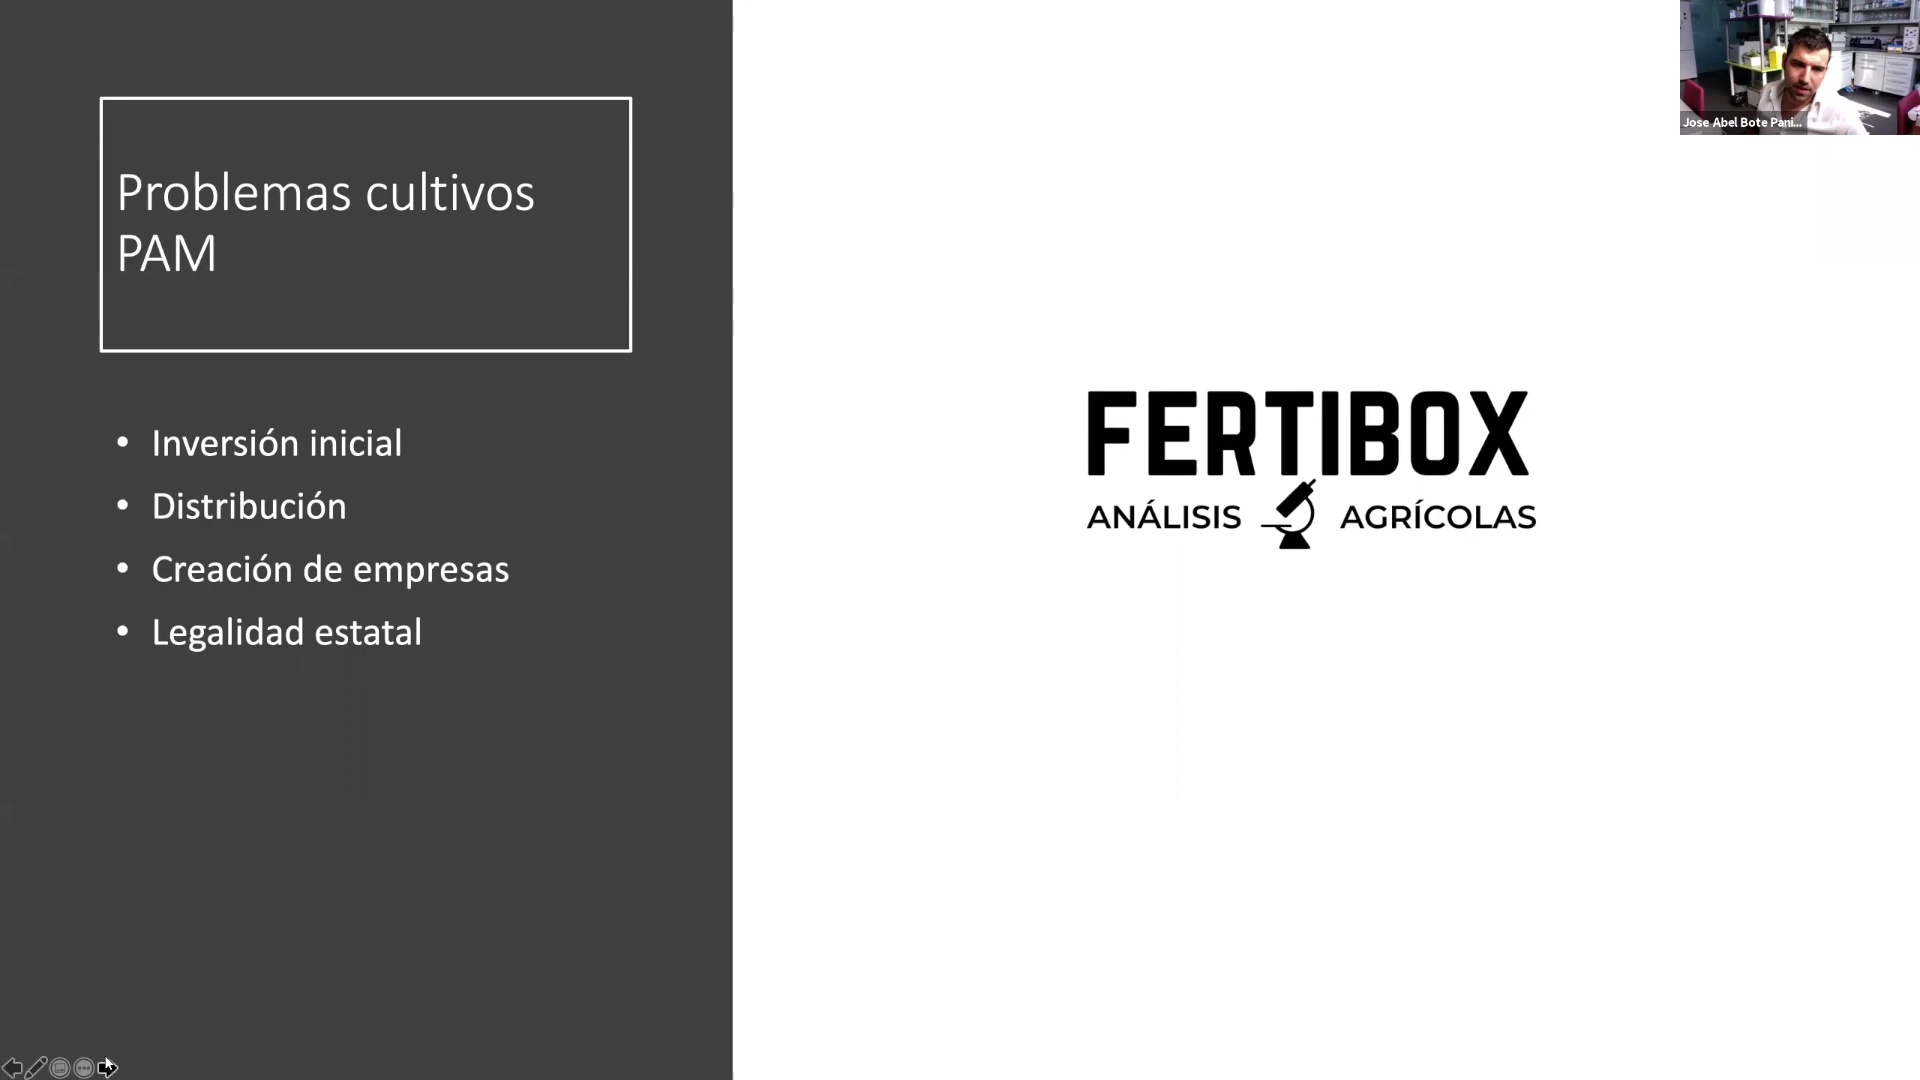 Problemas cultivos
PAM
• Inversión inicial
• Distribución
• Creación de empresas
• Legalidad estatal
FERTIBOX
ANÁLISIS AGRÍCOLAS
Jose Abel Bote Pani...